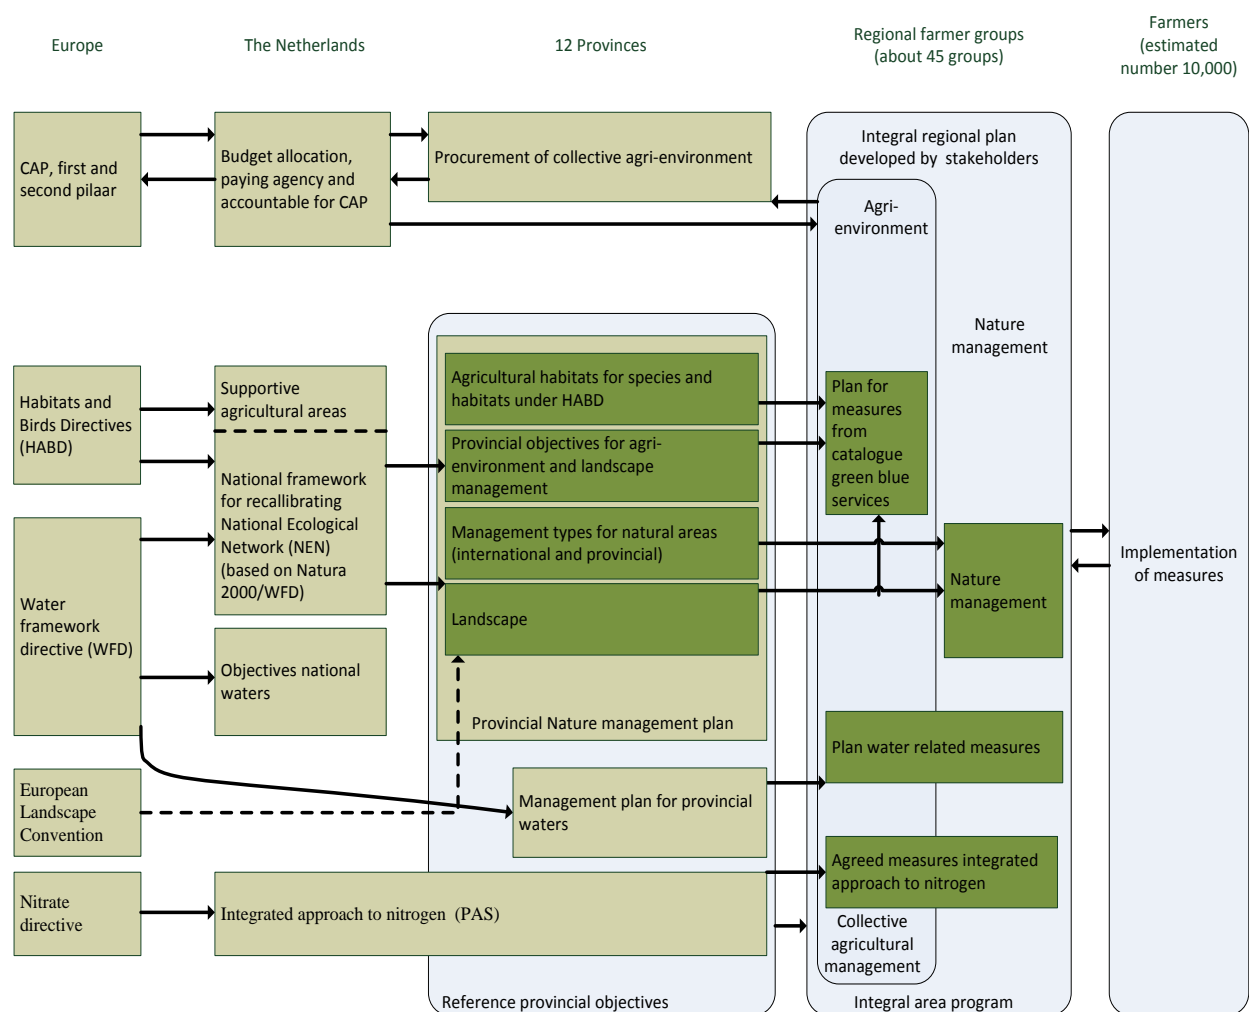 Europe
The Netherlands
12 Provinces
Regional farmer groups
(about 45 groups)
Farmers
(estimated
number 10,000)
CAP, first and
second pilaar
Budget allocation,
paying agency and
accountable for CAP
Procurement of collective agri-environment
Integral regional plan
developed by stakeholders
Agri-
environment
Nature
management
Habitats and
Birds Directives
(HABD)
Supportive
agricultural areas
National framework
for recallibrating
National Ecological
Network (NEN)
(based on Natura
2000/WFD)
Agricultural habitats for species and
habitats under HABD
Provincial objectives for agri-
environment and landscape
management
Management types for natural areas
(international and provincial)
Landscape
Provincial Nature management plan
Plan for
measures
from
catalogue
green blue
services
Nature
management
Implementation
of measures
Water
framework
directive (WFD)
Objectives national
waters
Plan water related measures
European
Landscape
Convention
Management plan for provincial
waters
Agreed measures integrated
approach to nitrogen
Nitrate
directive
Integrated approach to nitrogen (PAS)
Collective
agricultural
management
Reference provincial objectives
Integral area program